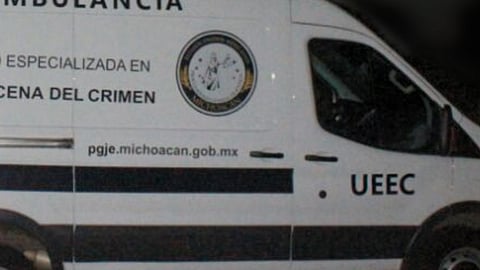 MBULANCIA
ESPECIALIZADA EN
CENA DEL CRIMEN
pgje.michoacan.gob.mx
UEEC